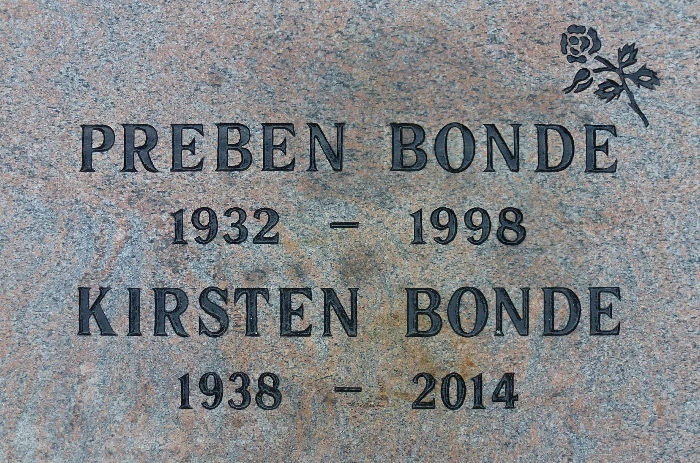 PREBEN BONDE
1932 – 1998
KIRSTEN BONDE
1938 – 2014